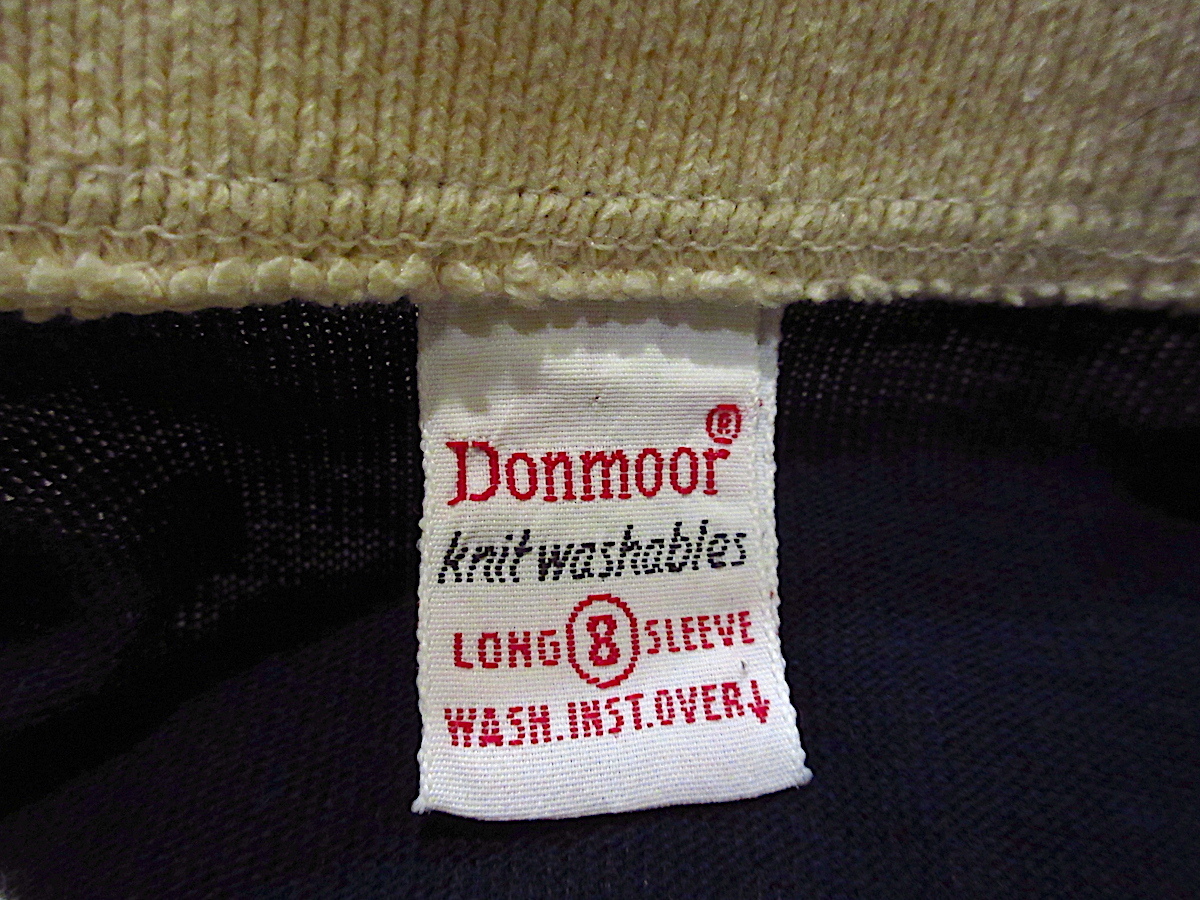 Donmoor®
knit washables
LONG 8 SLEEVE
WASH.INST.OVER↓